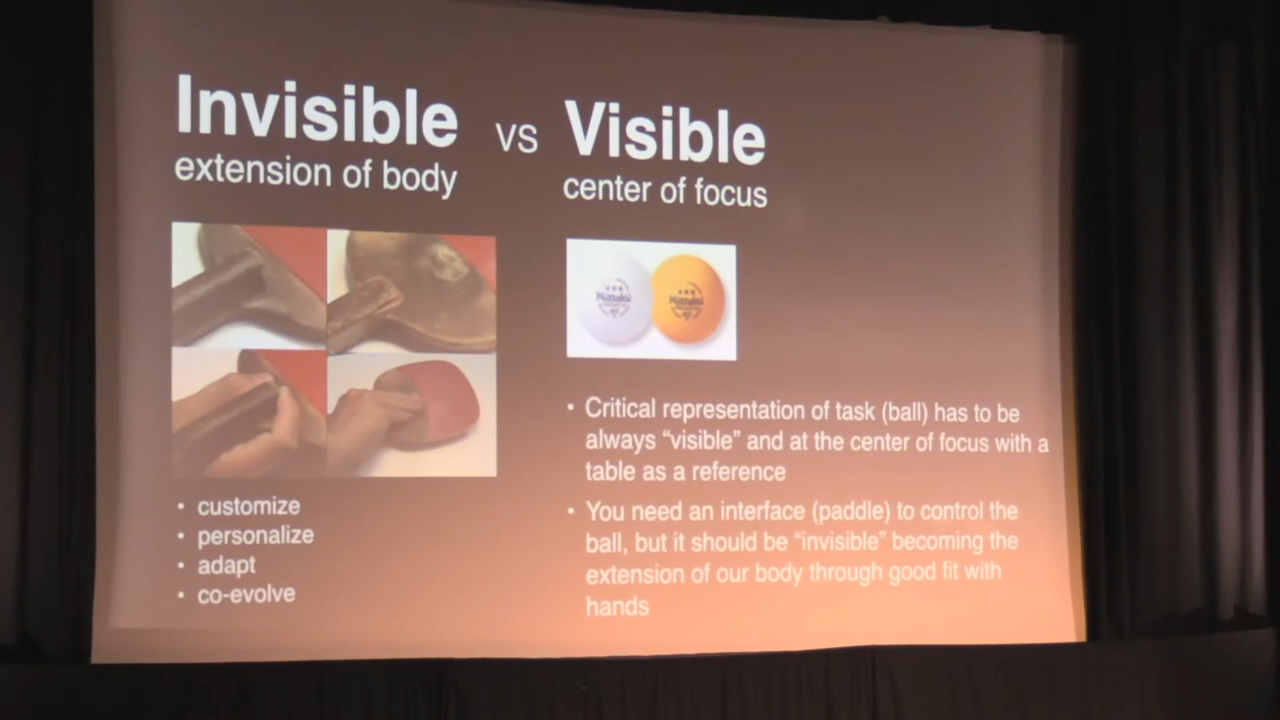 Invisible vs Visible
extension of body
center of focus
Nittaku
Nittaku
• Critical representation of task (ball) has to be
always “visible” and at the center of focus with a
table as a reference
• You need an interface (paddle) to control the
ball, but it should be “invisible” becoming the
extension of our body through good fit with
hands
• customize
• personalize
• adapt
• co-evolve